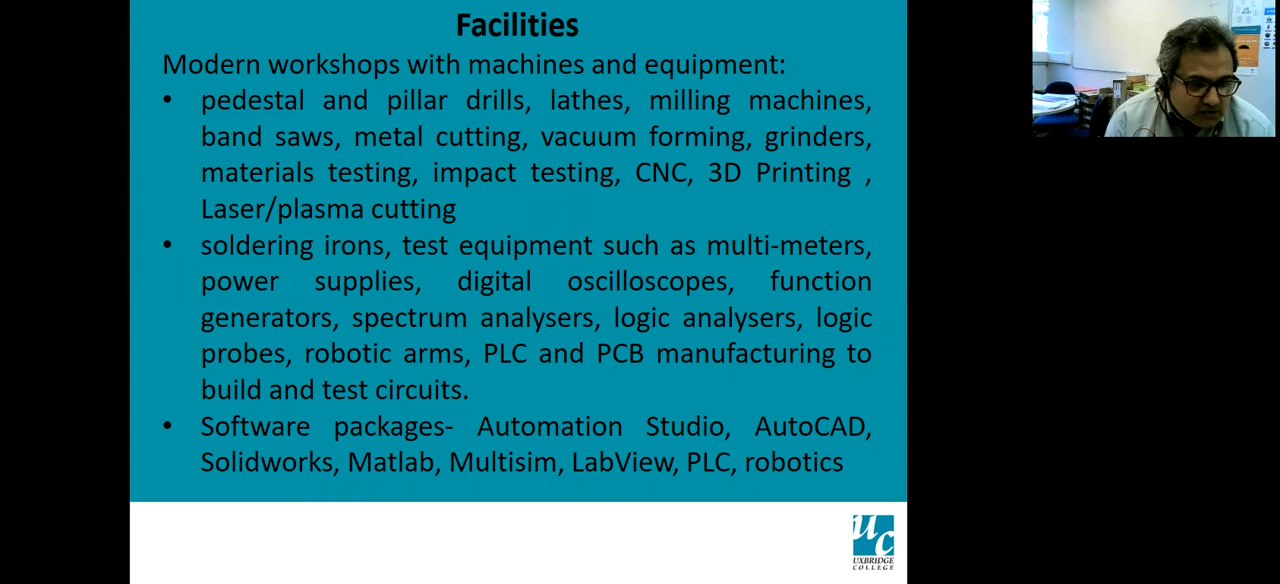 Facilities
Modern workshops with machines and equipment:
• pedestal and pillar drills, lathes, milling machines,
band saws, metal cutting, vacuum forming, grinders,
materials testing, impact testing, CNC, 3D Printing ,
Laser/plasma cutting
• soldering irons, test equipment such as multi-meters,
power supplies, digital oscilloscopes, function
generators, spectrum analysers, logic analysers, logic
probes, robotic arms, PLC and PCB manufacturing to
build and test circuits.
• Software packages- Automation Studio, AutoCAD,
Solidworks, Matlab, Multisim, LabView, PLC, robotics
UC
UXBRIDGE
COLLEGE